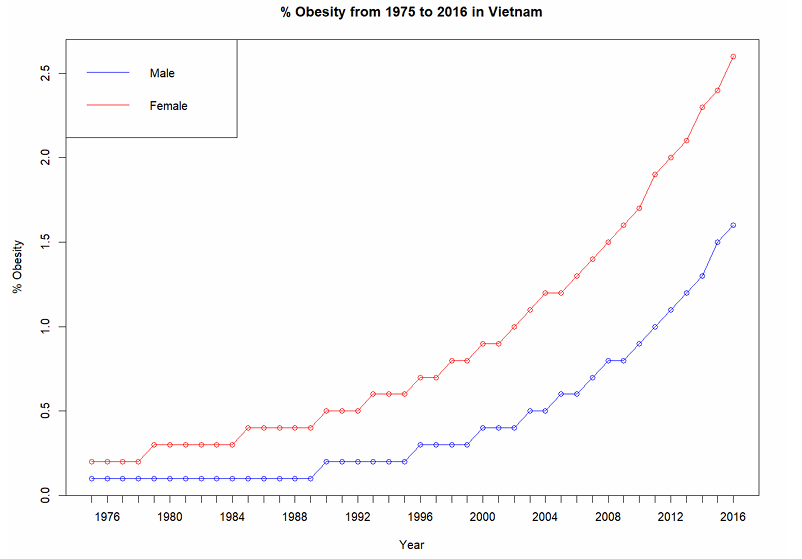 % Obesity from 1975 to 2016 in Vietnam
Male
Female
2.5
2.0
1.5
1.0
0.5
0.0
% Obesity
1976 1980 1984 1988 1992 1996 2000 2004 2008 2012 2016
Year